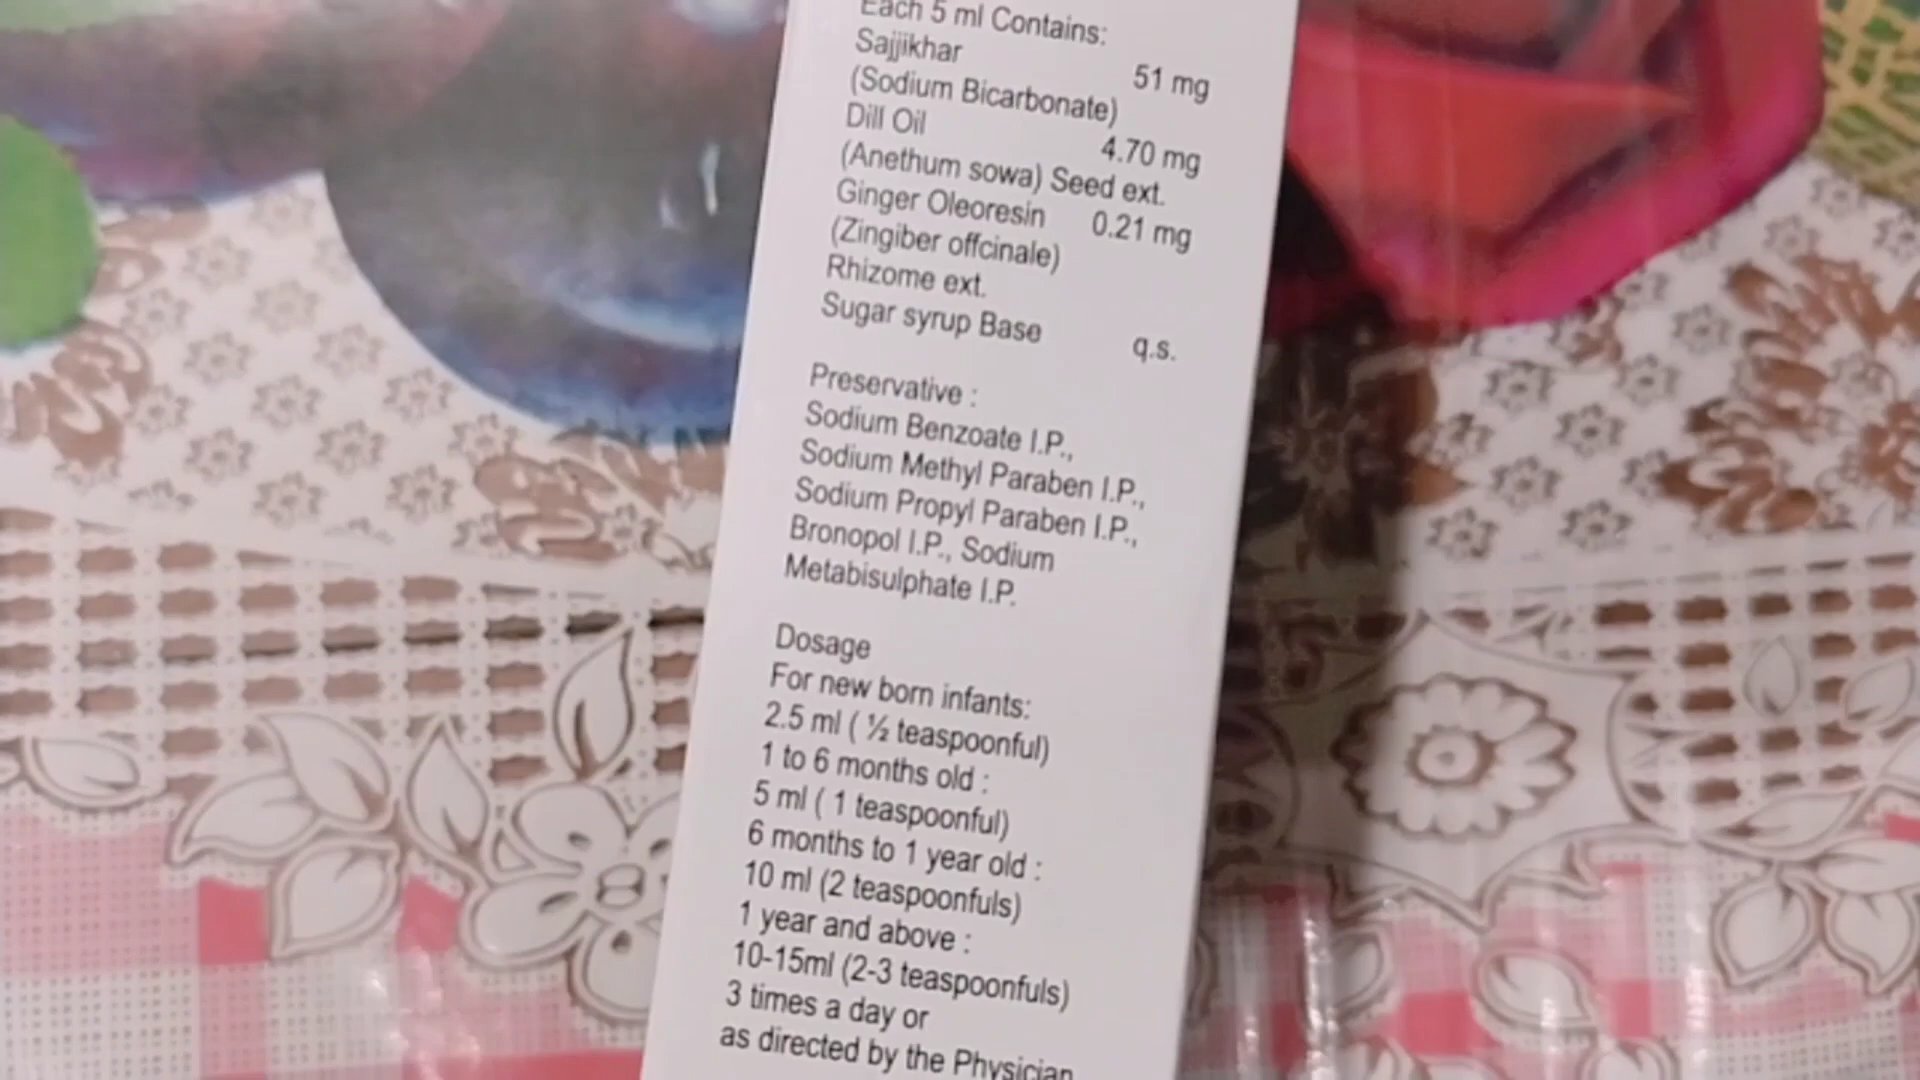 Each 5 ml Contains:
Sajjikhar 51 mg
(Sodium Bicarbonate)
Dill Oil 4.70 mg
(Anethum sowa) Seed ext.
Ginger Oleoresin 0.21 mg
(Zingiber offcinale)
Rhizome ext.
Sugar syrup Base q.s.
Preservative :
Sodium Benzoate I.P.,
Sodium Methyl Paraben I.P.,
Sodium Propyl Paraben I.P.,
Bronopol I.P., Sodium
Metabisulphate I.P.
Dosage
For new born infants:
2.5 ml ( ½ teaspoonful)
1 to 6 months old :
5 ml ( 1 teaspoonful)
6 months to 1 year old :
10 ml (2 teaspoonfuls)
1 year and above :
10-15ml (2-3 teaspoonfuls)
3 times a day or
as directed by the Physician